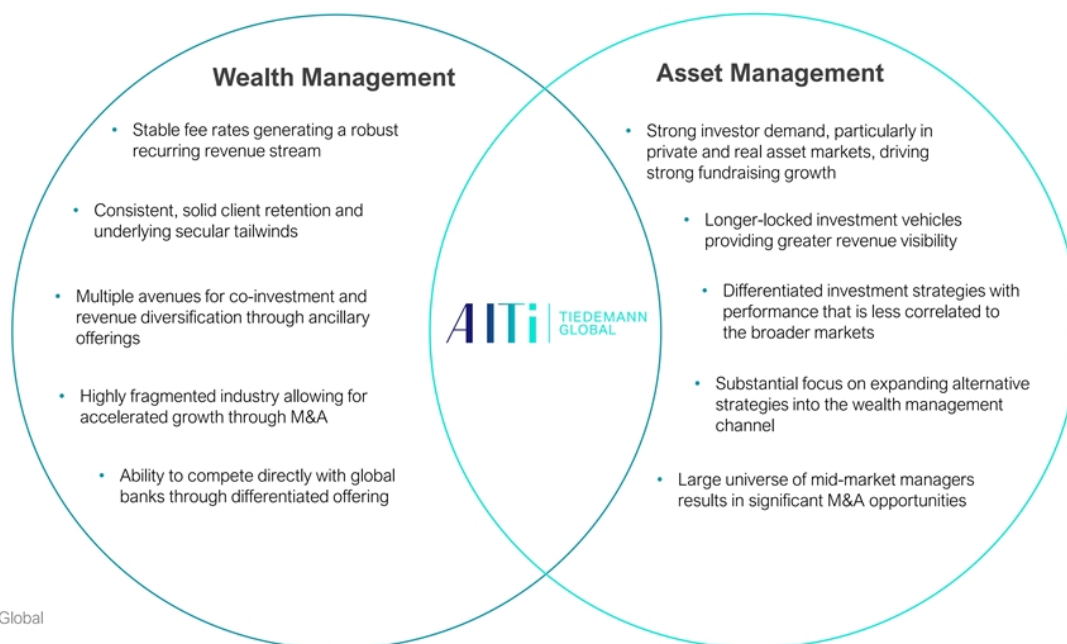 Wealth Management
• Stable fee rates generating a robust
recurring revenue stream
• Consistent, solid client retention and
underlying secular tailwinds
• Multiple avenues for co-investment and
revenue diversification through ancillary
offerings
• Highly fragmented industry allowing for
accelerated growth through M&A
• Ability to compete directly with global
banks through differentiated offering
AlTi
TIEDEMANN
GLOBAL
Asset Management
• Strong investor demand, particularly in
private and real asset markets, driving
strong fundraising growth
• Longer-locked investment vehicles
providing greater revenue visibility
• Differentiated investment strategies with
performance that is less correlated to
the broader markets
• Substantial focus on expanding alternative
strategies into the wealth management
channel
• Large universe of mid-market managers
results in significant M&A opportunities
Global